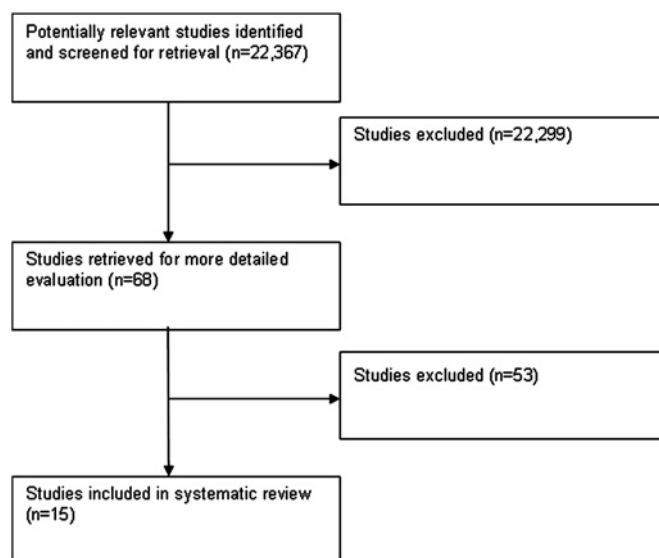 Potentially relevant studies identified
and screened for retrieval (n=22,367)
Studies excluded (n=22,299)
Studies retrieved for more detailed
evaluation (n=68)
Studies excluded (n=53)
Studies included in systematic review
(n=15)